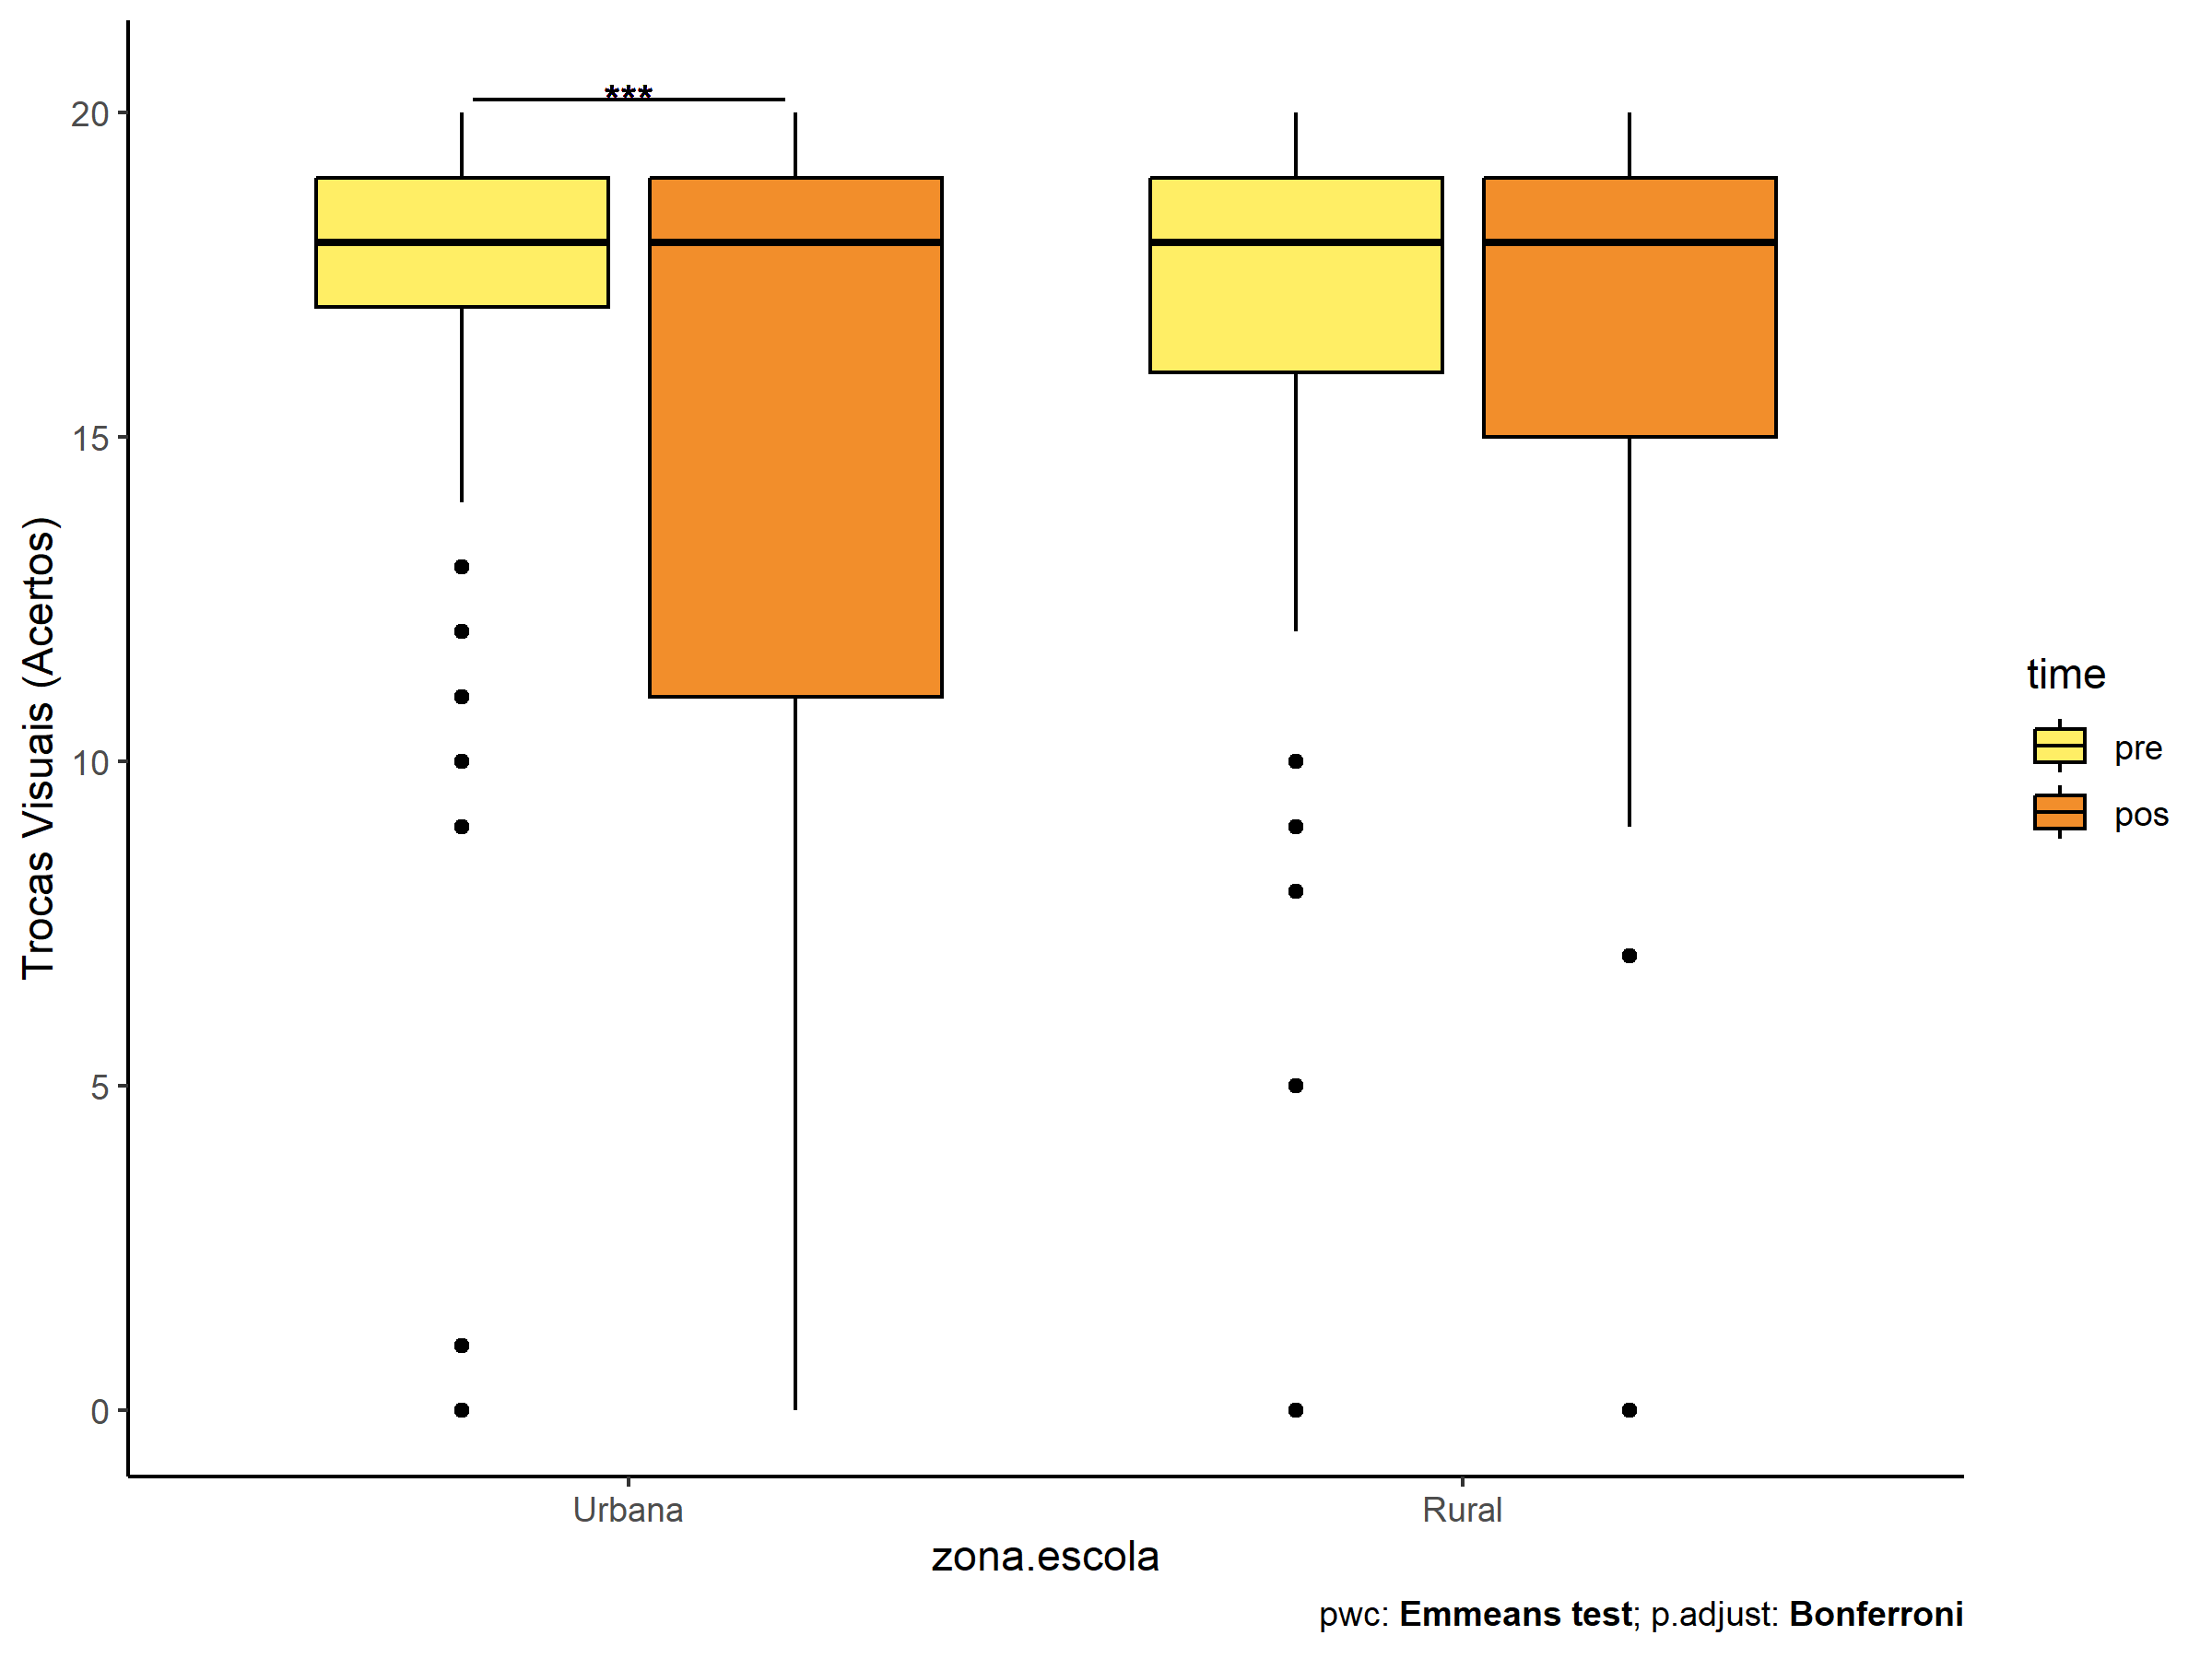 ***
20
15
10
5
0
Trocas Visuais (Acertos)
Urbana
Rural
zona.escola
time
pre
pos
pwc: Emmeans test; p.adjust: Bonferroni